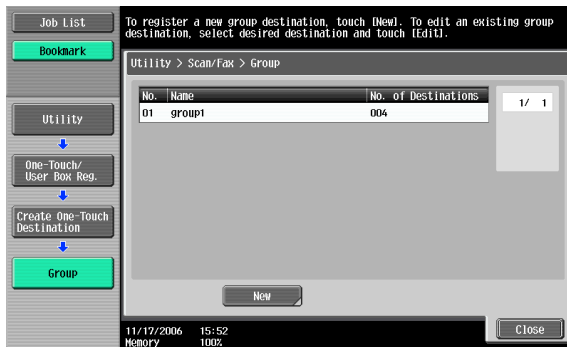 Job List
Bookmark
To register a new group destination, touch [New]. To edit an existing group
destination, select desired destination and touch [Edit].
Utility > Scan/Fax > Group
No. Name No. of Destinations
01 group1 004
1/ 1
Utility
One-Touch/
User Box Reg.
Create One-Touch
Destination
Group
New
11/17/2006 15:52
Memory 100%
Close